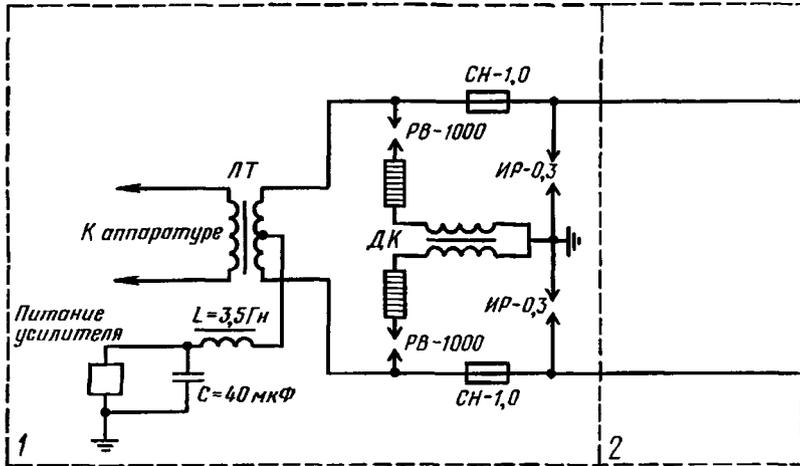 СН-1,0
РВ-1000
ЛТ
ИР-0,3
К аппаратуре
ДК
Питание
усилителя
L=3,5Гн
ИР-0,3
РВ-1000
C=40мкФ
СН-1,0
1
2